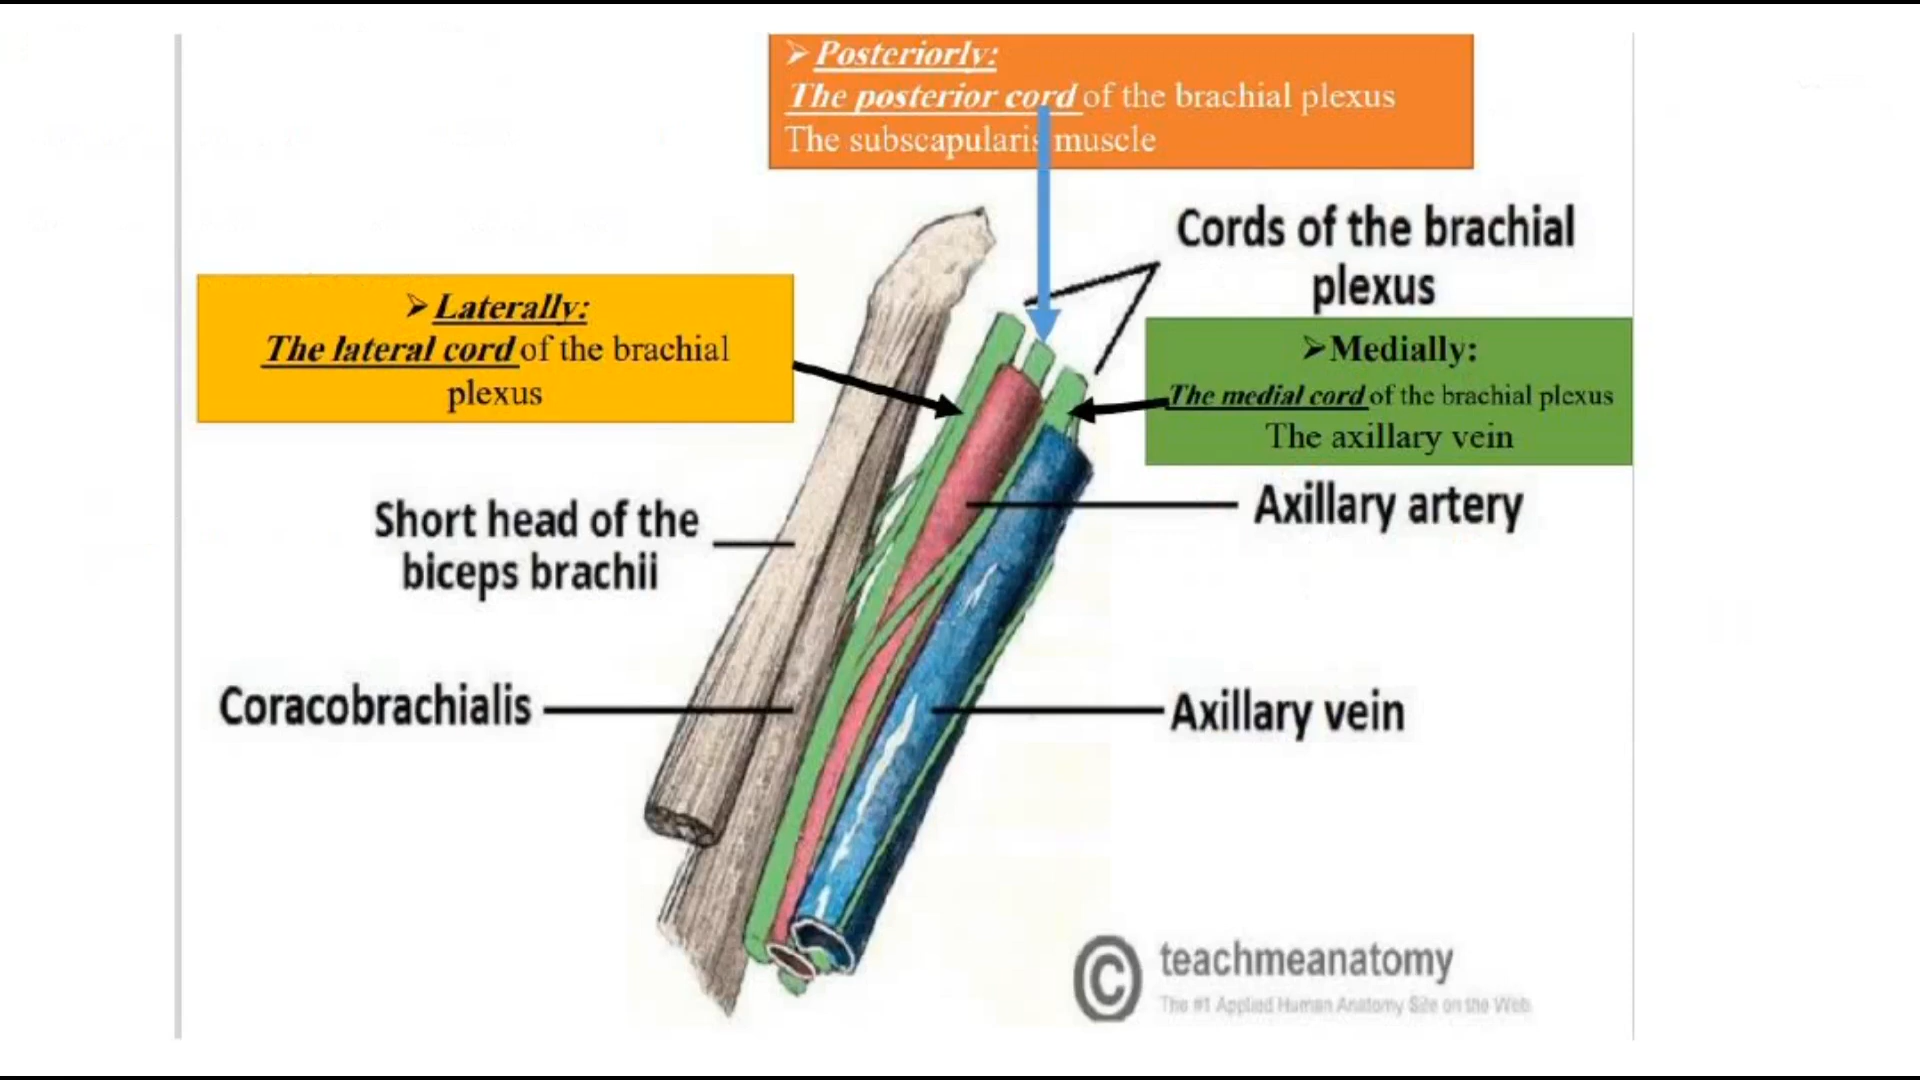 ➢ Posteriorly:
The posterior cord of the brachial plexus
The subscapularis muscle
Cords of the brachial
plexus
➢ Laterally:
The lateral cord of the brachial
plexus
➢Medially:
The medial cord of the brachial plexus
The axillary vein
Axillary artery
Short head of the
biceps brachii
Coracobrachialis
Axillary vein
© teachmeanatomy
The #1 Applied Human Anatomy Site on the Web.